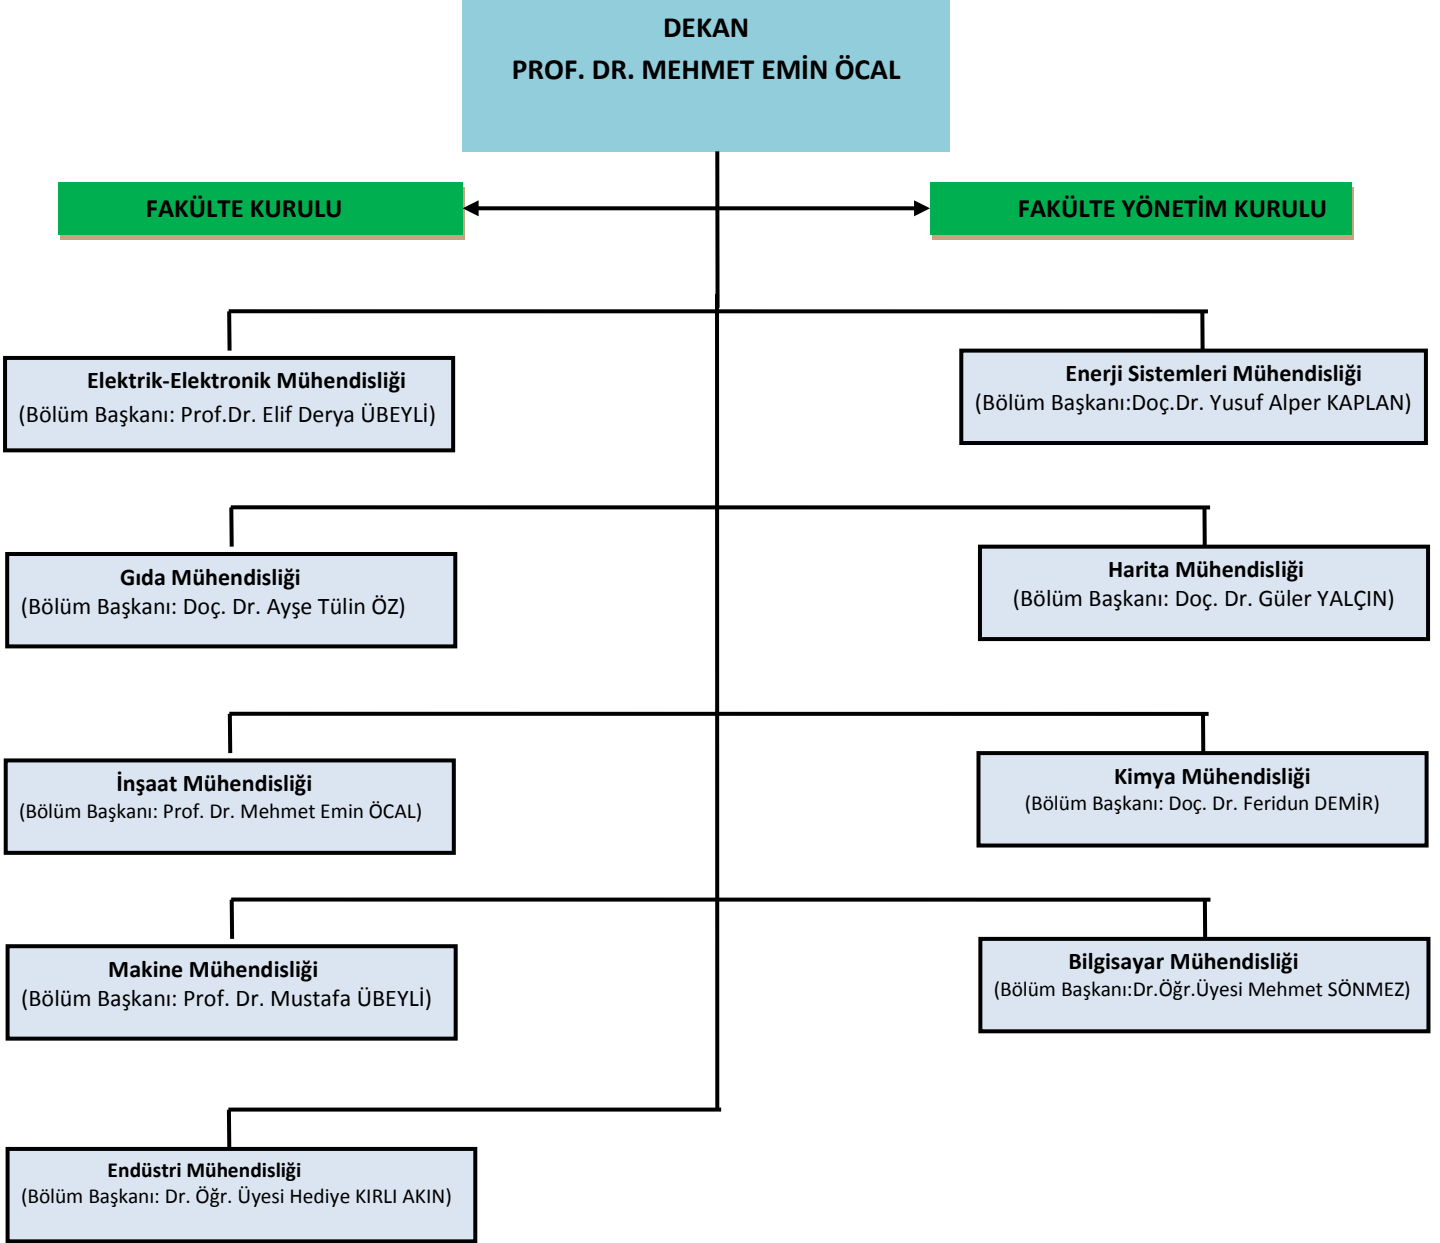 DEKAN
PROF. DR. MEHMET EMİN ÖCAL
FAKÜLTE KURULU
FAKÜLTE YÖNETİM KURULU
Elektrik-Elektronik Mühendisliği
(Bölüm Başkanı: Prof.Dr. Elif Derya ÜBEYLİ)
Enerji Sistemleri Mühendisliği
(Bölüm Başkanı:Doç.Dr. Yusuf Alper KAPLAN)
Gıda Mühendisliği
(Bölüm Başkanı: Doç. Dr. Ayşe Tülin ÖZ)
Harita Mühendisliği
(Bölüm Başkanı: Doç. Dr. Güler YALÇIN)
İnşaat Mühendisliği
(Bölüm Başkanı: Prof. Dr. Mehmet Emin ÖCAL)
Kimya Mühendisliği
(Bölüm Başkanı: Doç. Dr. Feridun DEMİR)
Makine Mühendisliği
(Bölüm Başkanı: Prof. Dr. Mustafa ÜBEYLİ)
Bilgisayar Mühendisliği
(Bölüm Başkanı:Dr.Öğr.Üyesi Mehmet SÖNMEZ)
Endüstri Mühendisliği
(Bölüm Başkanı: Dr. Öğr. Üyesi Hediye KIRLI AKIN)